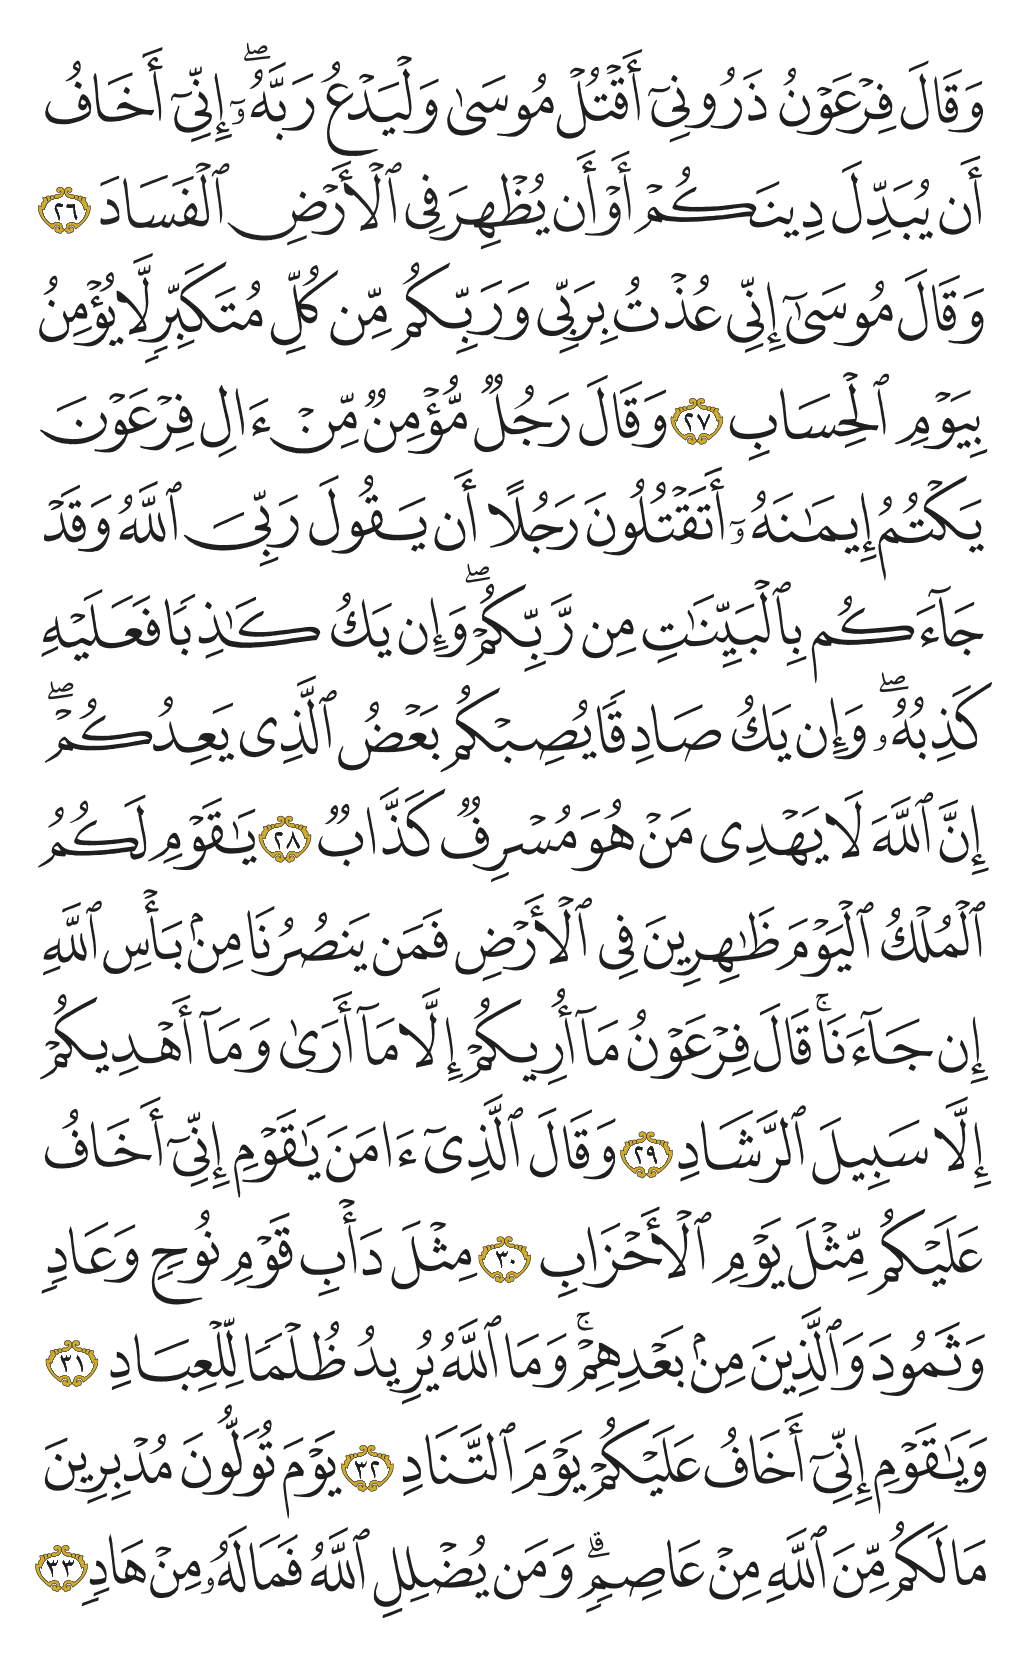 وَقَالَ فِرْعَوْنُ ذَرُونِىٓ أَقْتُلْ مُوسَىٰ وَلْيَدْعُ رَبَّهُۥٓ ۖ إِنِّىٓ أَخَافُ
أَن يُبَدِّلَ دِينَكُمْ أَوْ أَن يُظْهِرَ فِى ٱلْأَرْضِ ٱلْفَسَادَ ٢٦
وَقَالَ مُوسَىٰٓ إِنِّى عُذْتُ بِرَبِّى وَرَبِّكُم مِّن كُلِّ مُتَكَبِّرٍ لَّا يُؤْمِنُ
بِيَوْمِ ٱلْحِسَابِ ٢٧ وَقَالَ رَجُلٌ مُّؤْمِنٌ مِّنْ ءَالِ فِرْعَوْنَ
يَكْتُمُ إِيمَـٰنَهُۥٓ أَتَقْتُلُونَ رَجُلًا أَن يَقُولَ رَبِّىَ ٱللَّهُ وَقَدْ
جَآءَكُم بِٱلْبَيِّنَـٰتِ مِن رَّبِّكُمْ ۖ وَإِن يَكُ كَـٰذِبًا فَعَلَيْهِ
كَذِبُهُۥ ۖ وَإِن يَكُ صَادِقًا يُصِبْكُم بَعْضُ ٱلَّذِى يَعِدُكُمْ ۖ
إِنَّ ٱللَّهَ لَا يَهْدِى مَنْ هُوَ مُسْرِفٌ كَذَّابٌ ٢٨ يَـٰقَوْمِ لَكُمُ
ٱلْمُلْكُ ٱلْيَوْمَ ظَـٰهِرِينَ فِى ٱلْأَرْضِ فَمَن يَنصُرُنَا مِنۢ بَأْسِ ٱللَّهِ
إِن جَآءَنَا ۚ قَالَ فِرْعَوْنُ مَآ أُرِيكُمْ إِلَّا مَآ أَرَىٰ وَمَآ أَهْدِيكُمْ
إِلَّا سَبِيلَ ٱلرَّشَادِ ٢٩ وَقَالَ ٱلَّذِىٓ ءَامَنَ يَـٰقَوْمِ إِنِّىٓ أَخَافُ
عَلَيْكُم مِّثْلَ يَوْمِ ٱلْأَحْزَابِ ٣٠ مِثْلَ دَأْبِ قَوْمِ نُوحٍ وَعَادٍ
وَثَمُودَ وَٱلَّذِينَ مِنۢ بَعْدِهِمْ ۚ وَمَا ٱللَّهُ يُرِيدُ ظُلْمًا لِّلْعِبَادِ ٣١
وَيَـٰقَوْمِ إِنِّىٓ أَخَافُ عَلَيْكُمْ يَوْمَ ٱلتَّنَادِ ٣٢ يَوْمَ تُوَلُّونَ مُدْبِرِينَ
مَا لَكُم مِّنَ ٱللَّهِ مِنْ عَاصِمٍ ۗ وَمَن يُضْلِلِ ٱللَّهُ فَمَا لَهُۥ مِنْ هَادٍ ٣٣